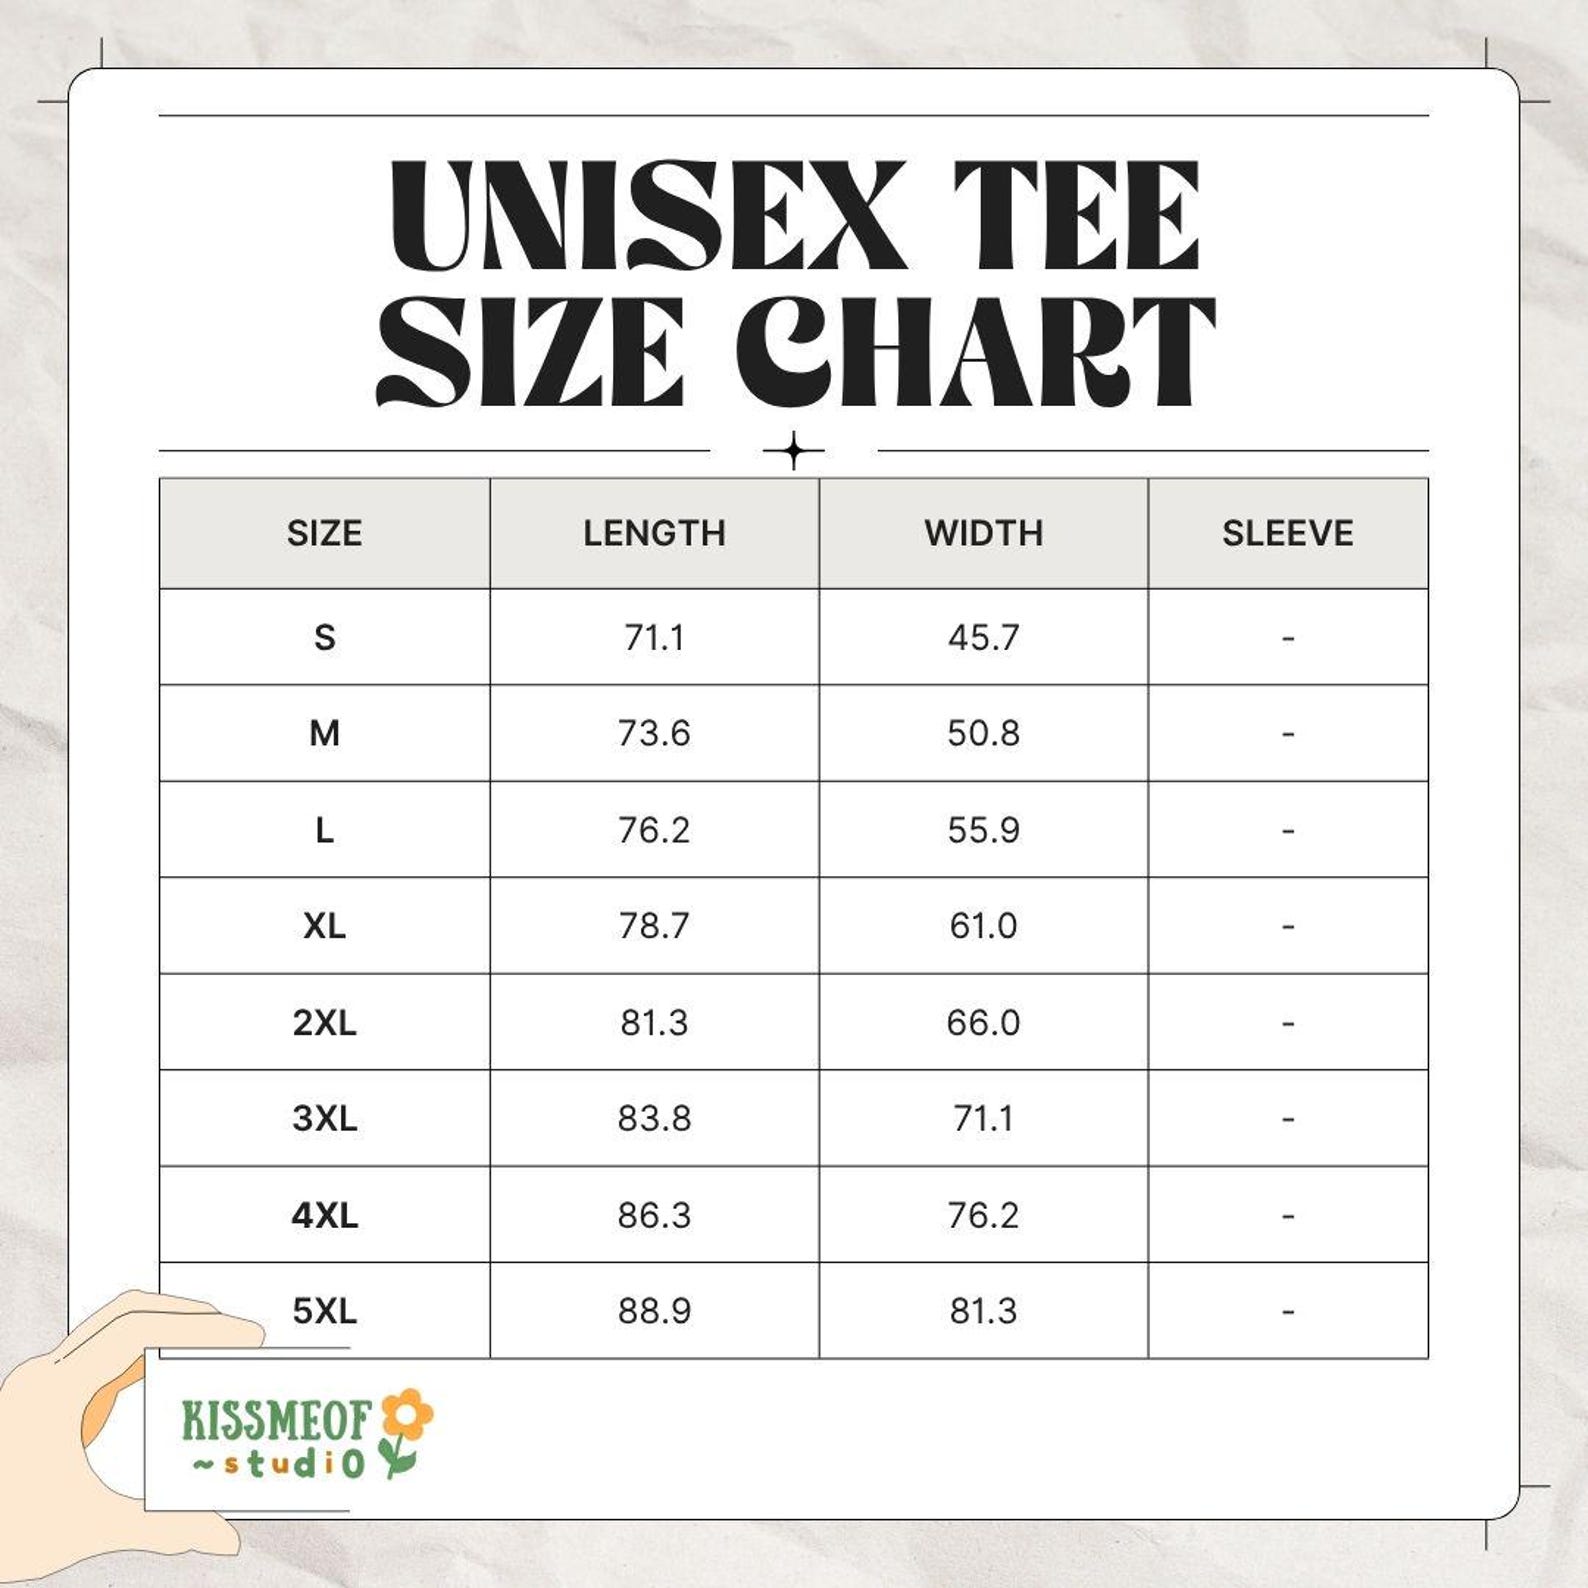 UNISEX TEE
SIZE CHART
SIZE LENGTH WIDTH SLEEVE
S 71.1 45.7 -
M 73.6 50.8 -
L 76.2 55.9 -
XL 78.7 61.0 -
2XL 81.3 66.0 -
3XL 83.8 71.1 -
4XL 86.3 76.2 -
5XL 88.9 81.3 -
KISSMEOF
~studiO